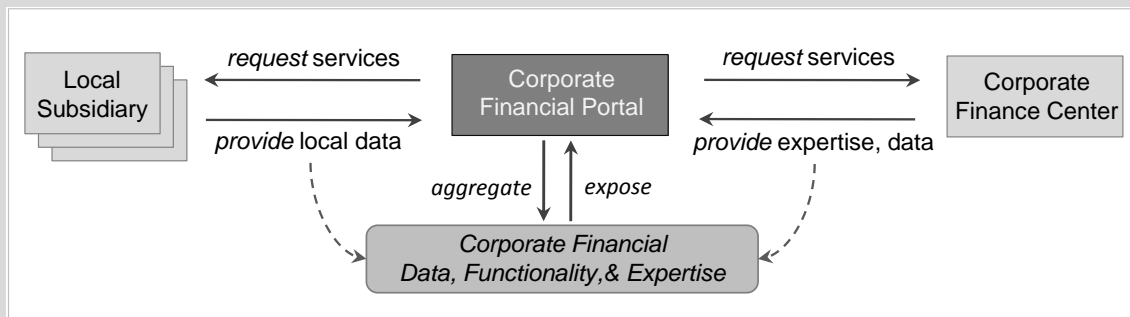 request services
request services
Local
Subsidiary
Corporate
Financial Portal
Corporate
Finance Center
provide local data
provide expertise, data
aggregate
expose
Corporate Financial
Data, Functionality,& Expertise